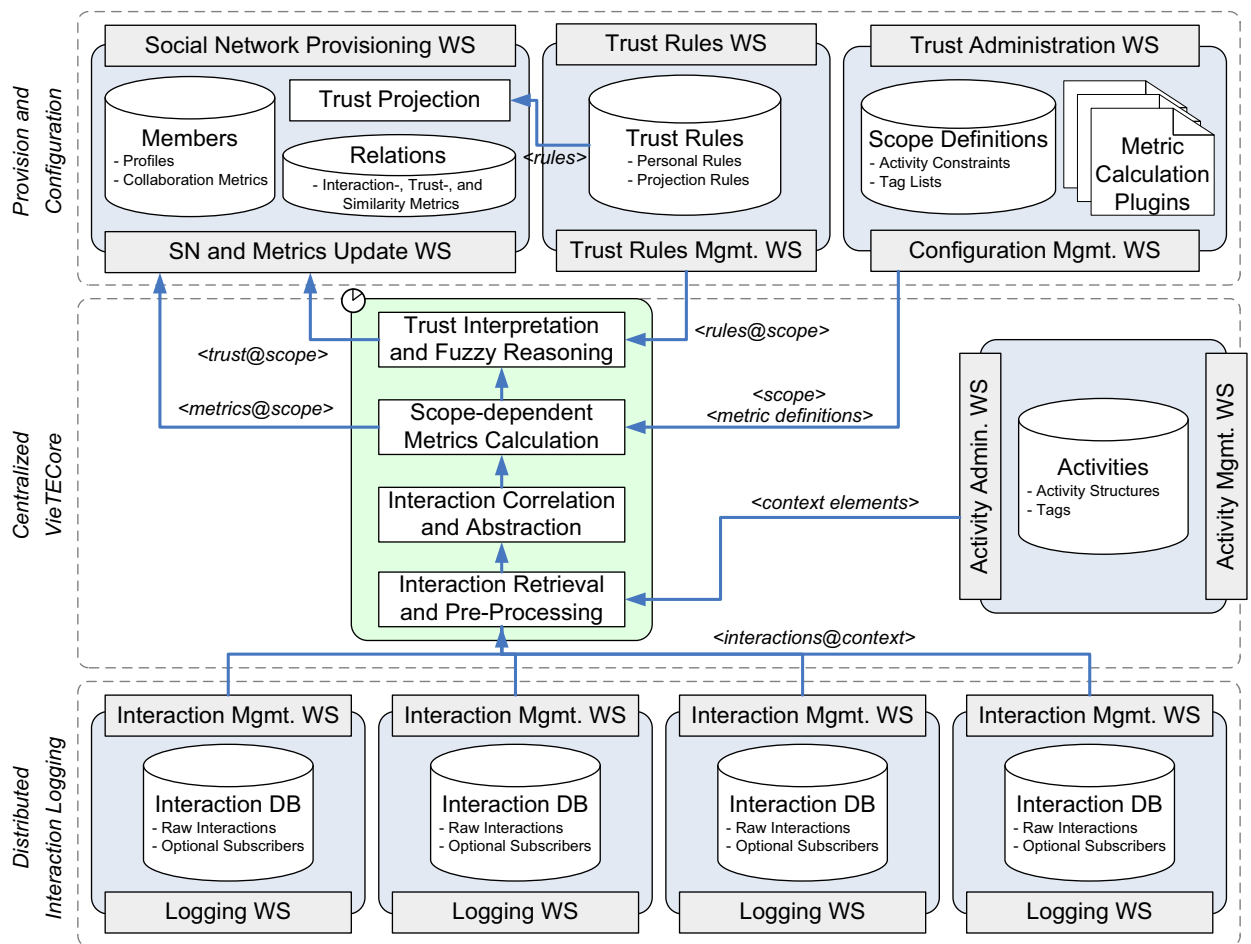 Provision and
Configuration
Social Network Provisioning WS
Trust Rules WS
Trust Administration WS
Trust Projection
Members
- Profiles
- Collaboration Metrics
Relations
- Interaction-, Trust-, and
Similarity Metrics
<rules>
Trust Rules
- Personal Rules
- Projection Rules
Scope Definitions
- Activity Constraints
- Tag Lists
Metric
Calculation
Plugins
SN and Metrics Update WS
Trust Rules Mgmt. WS
Configuration Mgmt. WS
Centralized
VieTECore
Trust Interpretation
and Fuzzy Reasoning
<trust@scope>
<rules@scope>
<metrics@scope>
Scope-dependent
Metrics Calculation
<scope>
<metric definitions>
Interaction Correlation
and Abstraction
<context elements>
Interaction Retrieval
and Pre-Processing
Activity Admin. WS
Activities
- Activity Structures
- Tags
Activity Mgmt. WS
<interactions@context>
Distributed
Interaction Logging
Interaction Mgmt. WS
Interaction DB
- Raw Interactions
- Optional Subscribers
Logging WS
Interaction Mgmt. WS
Interaction DB
- Raw Interactions
- Optional Subscribers
Logging WS
Interaction Mgmt. WS
Interaction DB
- Raw Interactions
- Optional Subscribers
Logging WS
Interaction Mgmt. WS
Interaction DB
- Raw Interactions
- Optional Subscribers
Logging WS